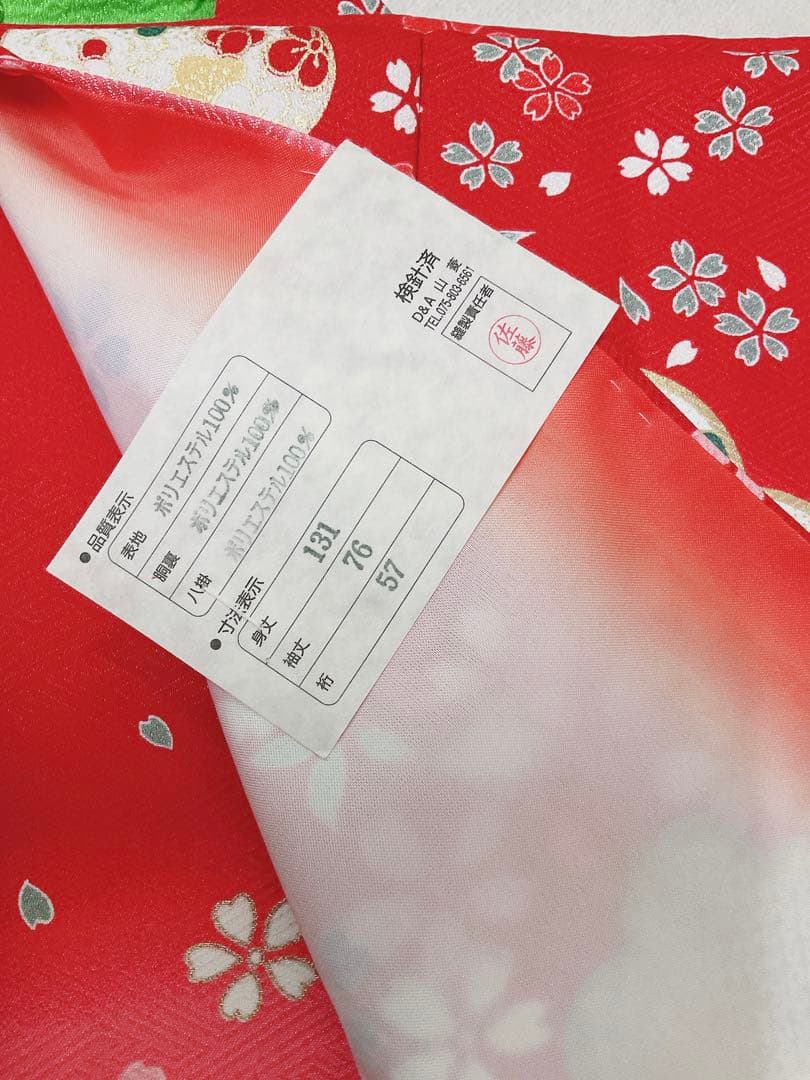 ● 品質表示
表地 ポリエステル100%
胴裏 ポリエステル100%
八掛 ポリエステル100%
● 寸法表示
身丈 131
袖丈 76
裄 57
検針済
D&A 山菱
TEL.075-803-6561
縫製責任者
佐藤